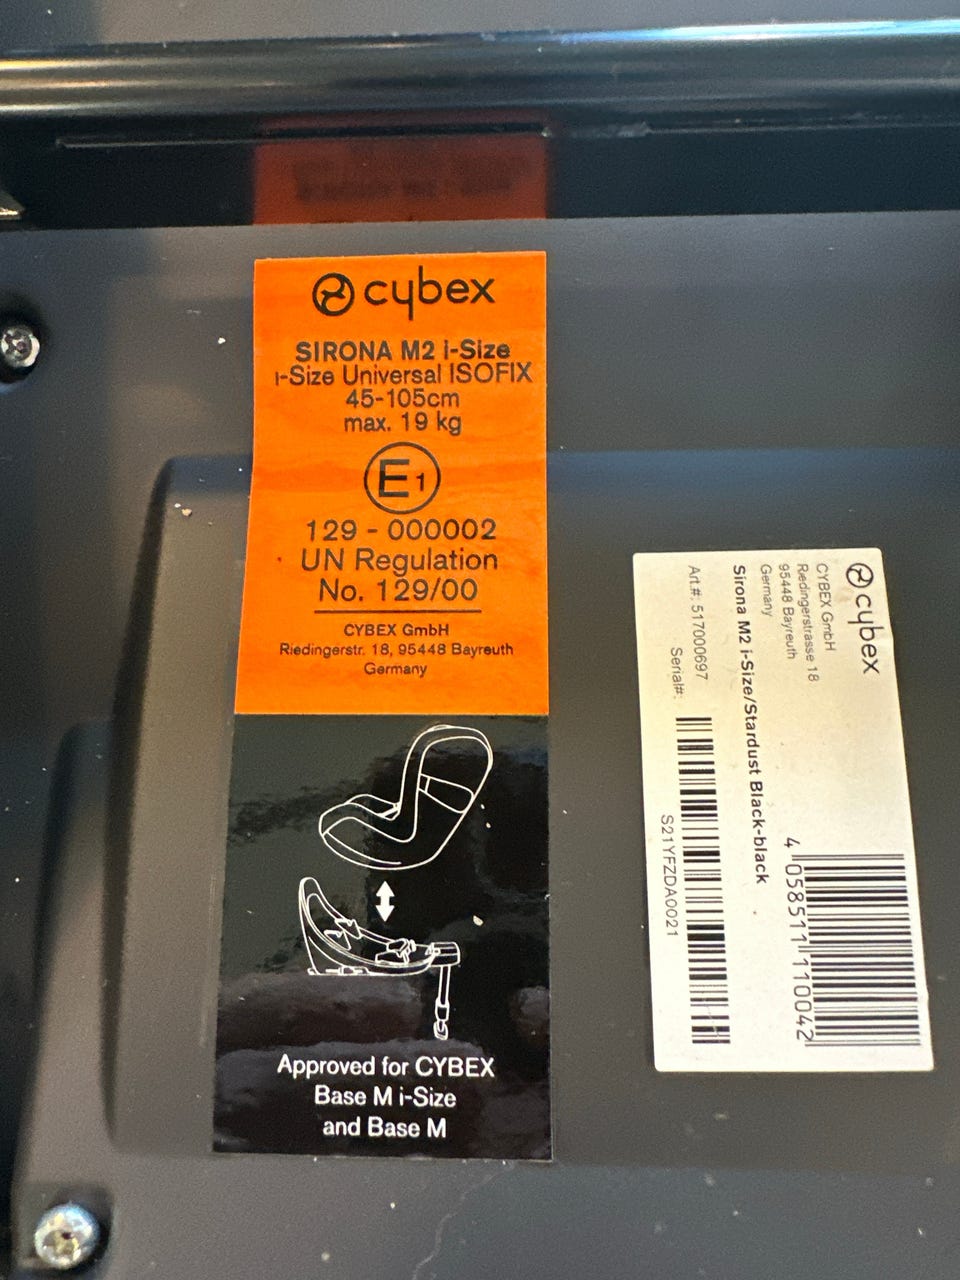 cybex
SIRONA M2 i-Size
i-Size Universal ISOFIX
45-105cm
max. 19 kg
E1
129 - 000002
UN Regulation
No. 129/00
CYBEX GmbH
Riedingerstr. 18, 95448 Bayreuth
Germany
Approved for CYBEX
Base M i-Size
and Base M
cybex
CYBEX GmbH
Riedingerstrasse 18
95448 Bayreuth
Germany
Sirona M2 i-Size/Stardust Black-black
4 058511 110042
Art.#: 517000697
Serial#:
S21YFZDA0021